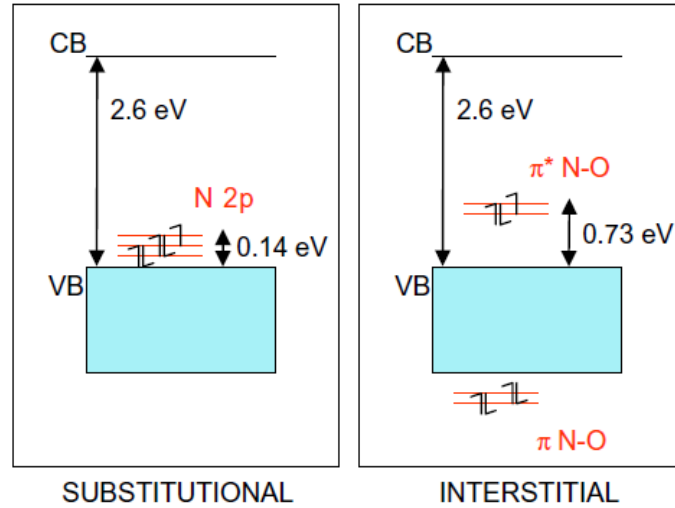 CB
2.6 eV
N 2p
0.14 eV
VB
SUBSTITUTIONAL
CB
2.6 eV
π* N-O
0.73 eV
VB
π N-O
INTERSTITIAL